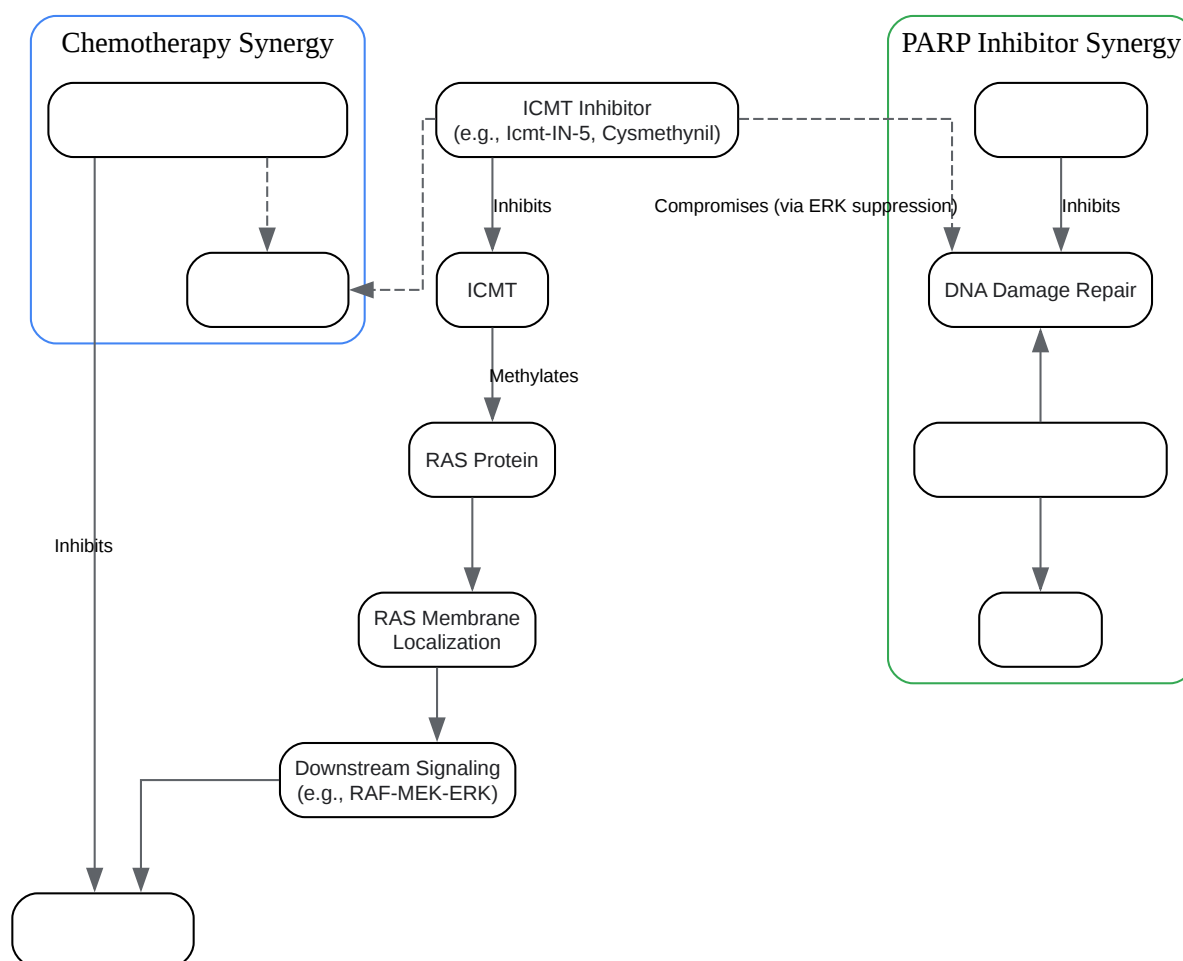 Chemotherapy Synergy
PARP Inhibitor Synergy
ICMT Inhibitor
(e.g., Icmt-IN-5, Cysmethynil)
Inhibits
Compromises (via ERK suppression)
Inhibits
ICMT
DNA Damage Repair
Methylates
RAS Protein
Inhibits
RAS Membrane
Localization
Downstream Signaling
(e.g., RAF-MEK-ERK)